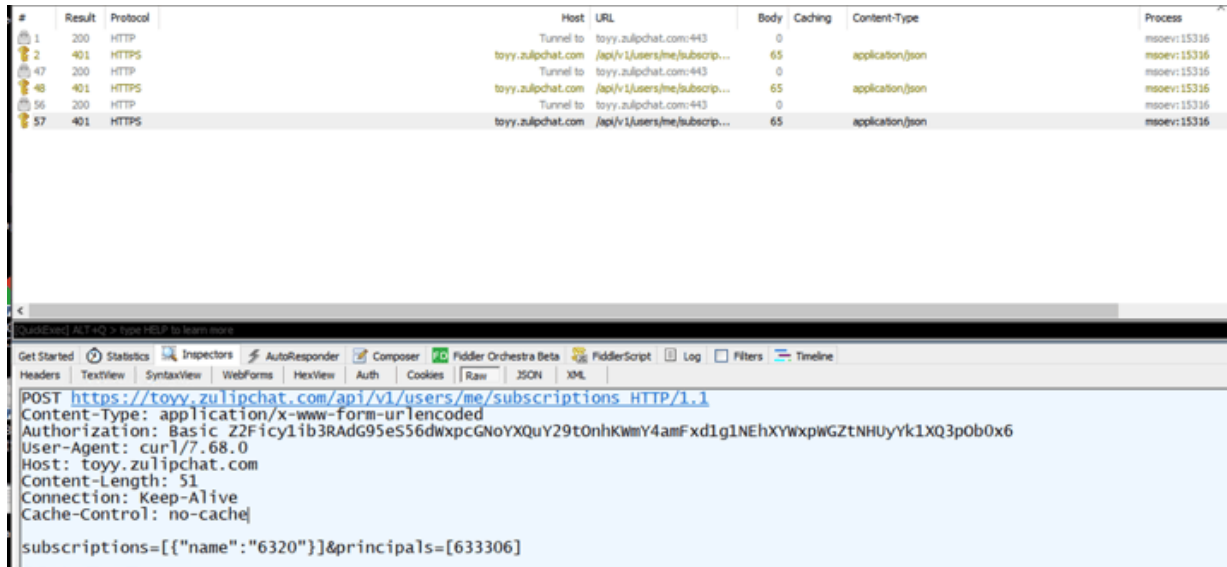 # Result Protocol Host URL Body Caching Content-Type Process
1 200 HTTP Tunnel to toyy.zulipchat.com:443 0 msoev:15316
2 401 HTTPS toyy.zulipchat.com /api/v1/users/me/subscrip... 65 application/json msoev:15316
47 200 HTTP Tunnel to toyy.zulipchat.com:443 0 msoev:15316
48 401 HTTPS toyy.zulipchat.com /api/v1/users/me/subscrip... 65 application/json msoev:15316
56 200 HTTP Tunnel to toyy.zulipchat.com:443 0 msoev:15316
57 401 HTTPS toyy.zulipchat.com /api/v1/users/me/subscrip... 65 application/json msoev:15316
[QuickExec] ALT+Q > type HELP to learn more
Get Started Statistics Inspectors AutoResponder Composer FO Fiddler Orchestra Beta FiddlerScript Log Filters Timeline
Headers TextView SyntaxView WebForms HexView Auth Cookies Raw JSON XML
POST https://toyy.zulipchat.com/api/v1/users/me/subscriptions HTTP/1.1
Content-Type: application/x-www-form-urlencoded
Authorization: Basic Z2Ficy1ib3RAdG95eS56dWxpcGNoYXQuY29tOnhKWmY4amFxd1g1NEhXYWxpWGZtNHUyYk1XQ3pObOx6
User-Agent: curl/7.68.0
Host: toyy.zulipchat.com
Content-Length: 51
Connection: Keep-Alive
Cache-Control: no-cache
subscriptions=[{"name":"6320"}]&principals=[633306]